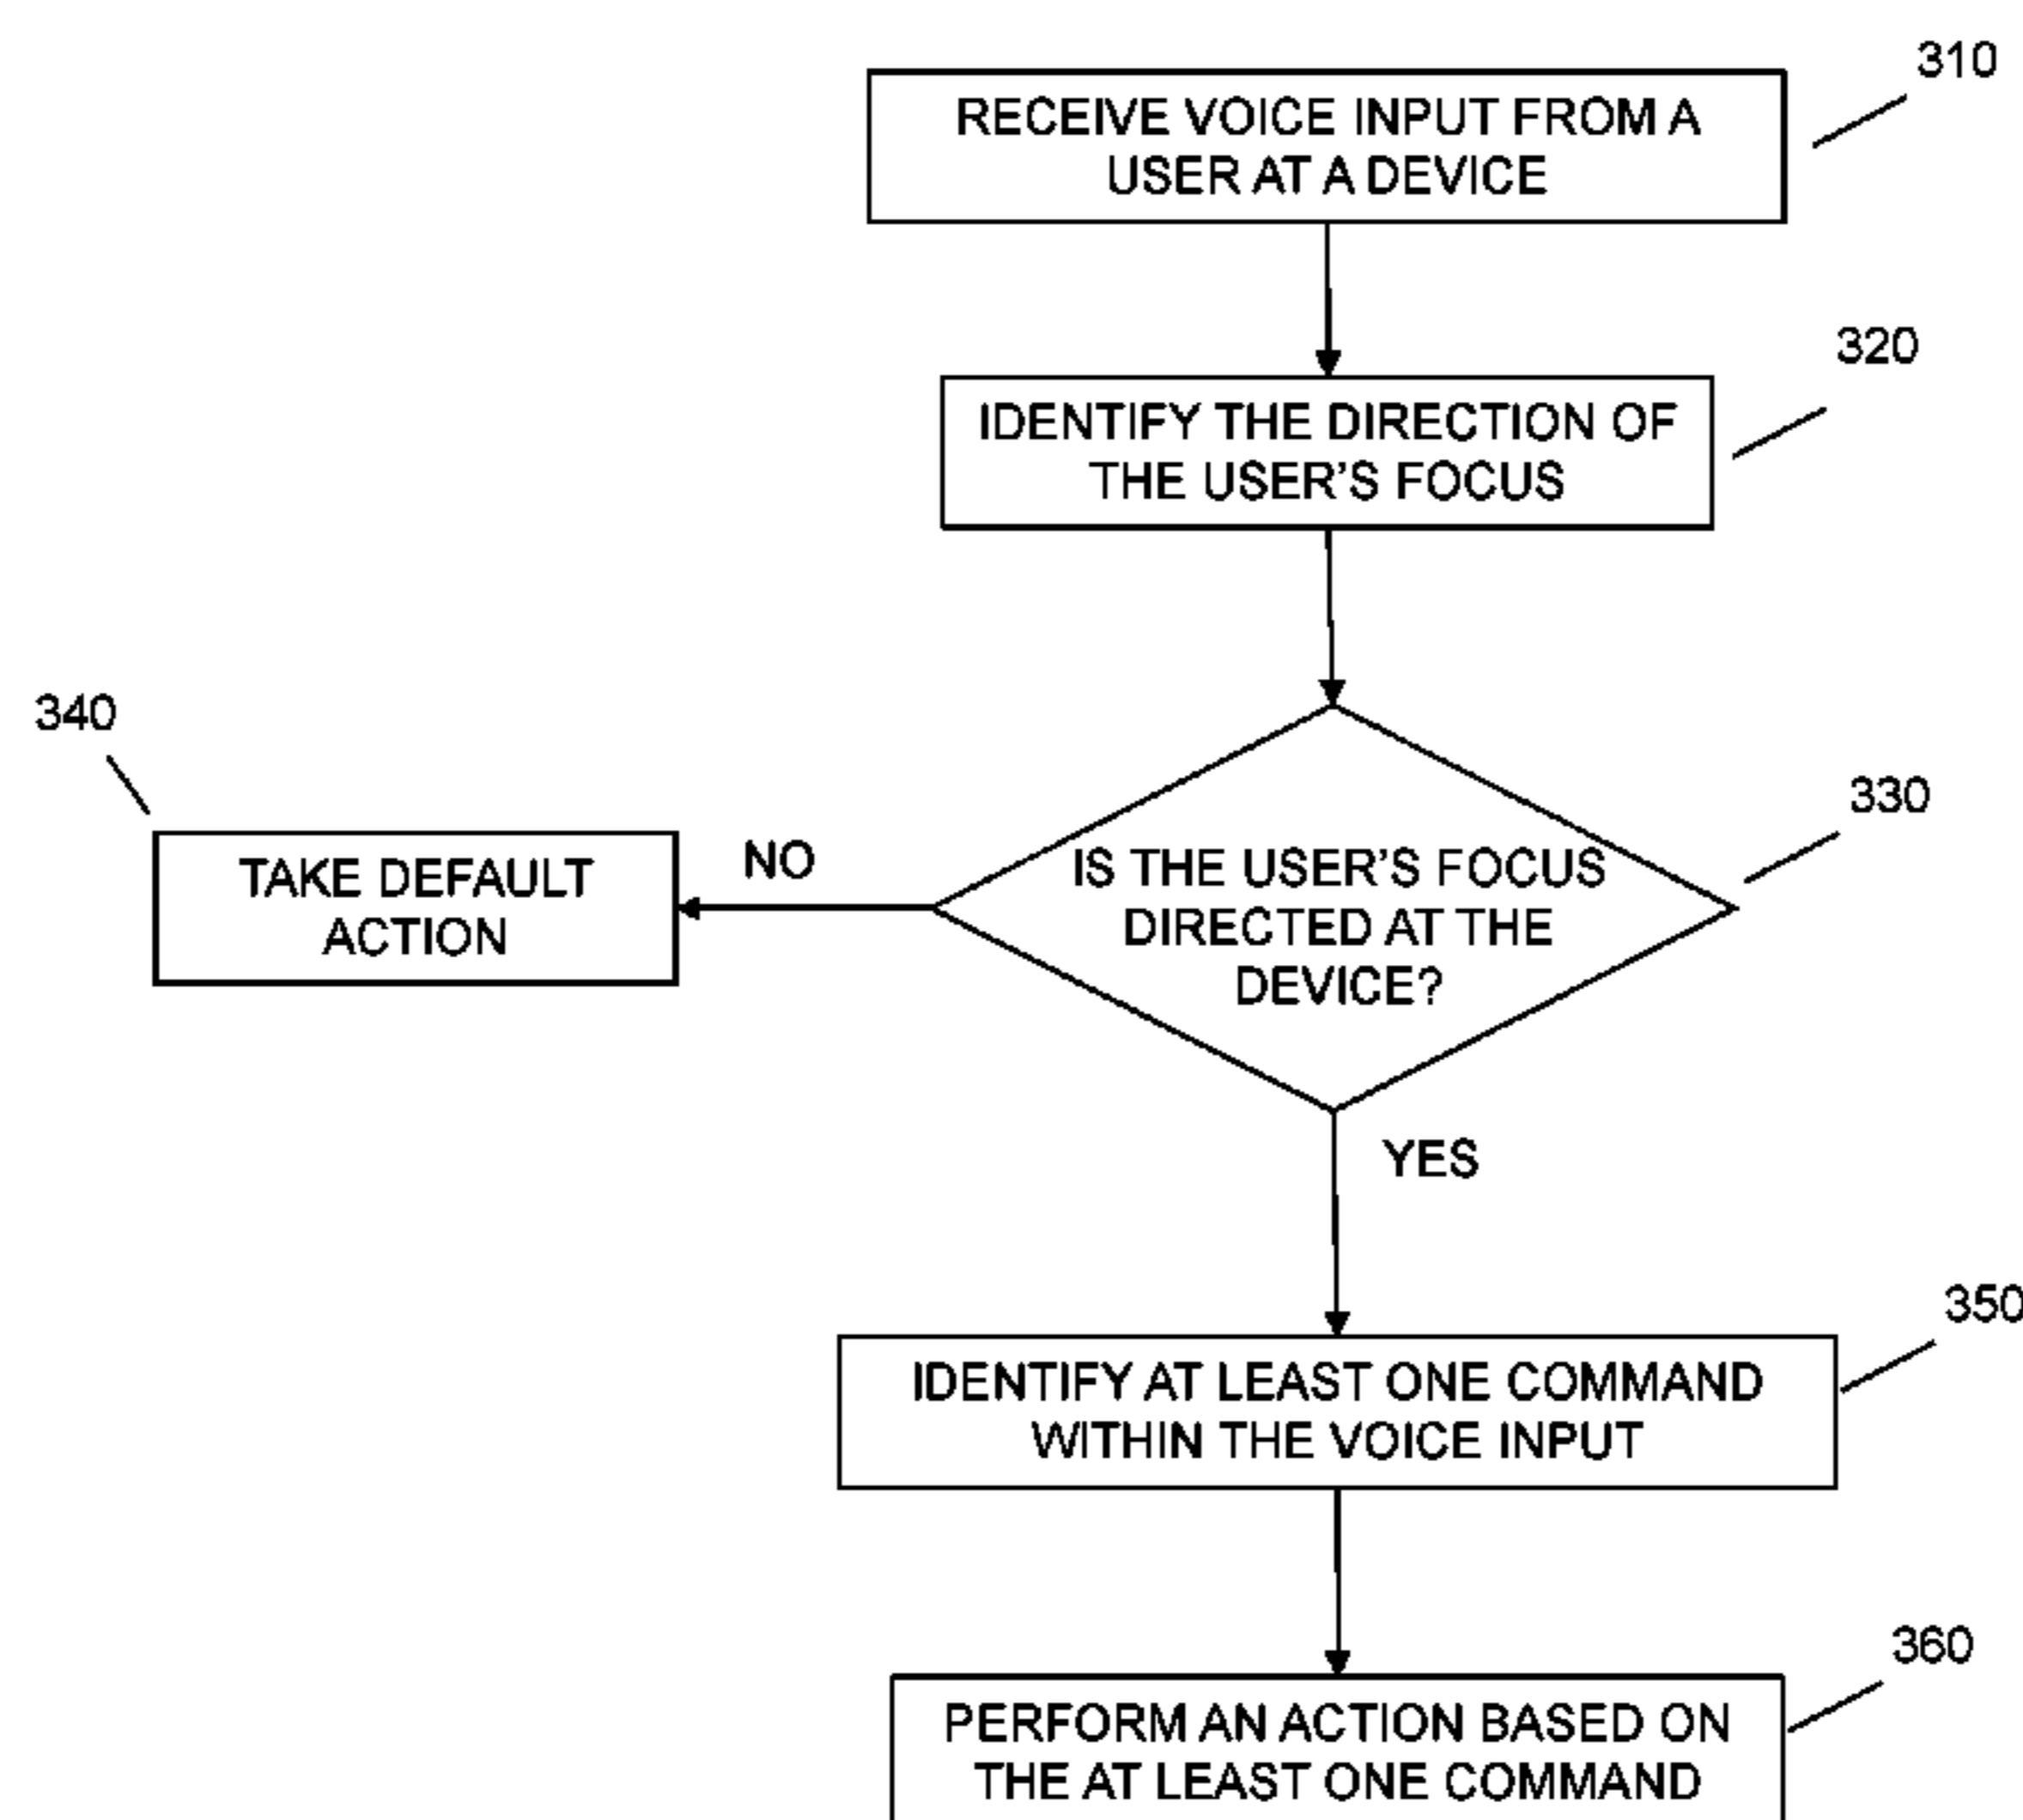 310
RECEIVE VOICE INPUT FROM A
USER AT A DEVICE
320
IDENTIFY THE DIRECTION OF
THE USER'S FOCUS
340
330
TAKE DEFAULT
ACTION
NO
IS THE USER'S FOCUS
DIRECTED AT THE
DEVICE?
YES
350
IDENTIFY AT LEAST ONE COMMAND
WITHIN THE VOICE INPUT
360
PERFORM AN ACTION BASED ON
THE AT LEAST ONE COMMAND